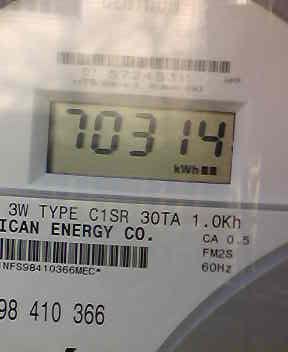 70314
kWh
3W TYPE C1SR 30TA 1.0Kh
ICAN ENERGY CO.
CA 0.5
FM2S
60Hz
NFS98410366MEC*
98 410 366